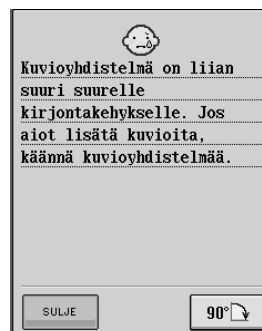 Kuvioyhdistelmä on liian
suuri suurelle
kirjontakehykselle. Jos
aiot lisätä kuvioita,
käännä kuvioyhdistelmää.
SULJE
90°